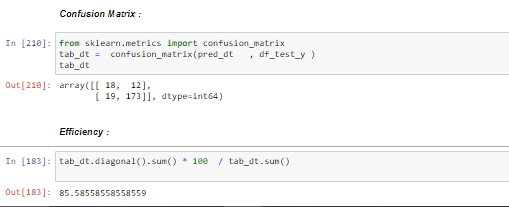 Confusion Matrix :
In [210]: from sklearn.metrics import confusion_matrix
tab_dt = confusion_matrix(pred_dt , df_test_y )
tab_dt
Out[210]: array([[ 18, 12],
[ 19, 173]], dtype=int64)
Efficiency :
In [183]: tab_dt.diagonal().sum() * 100 / tab_dt.sum()
Out[183]: 85.58558558558559